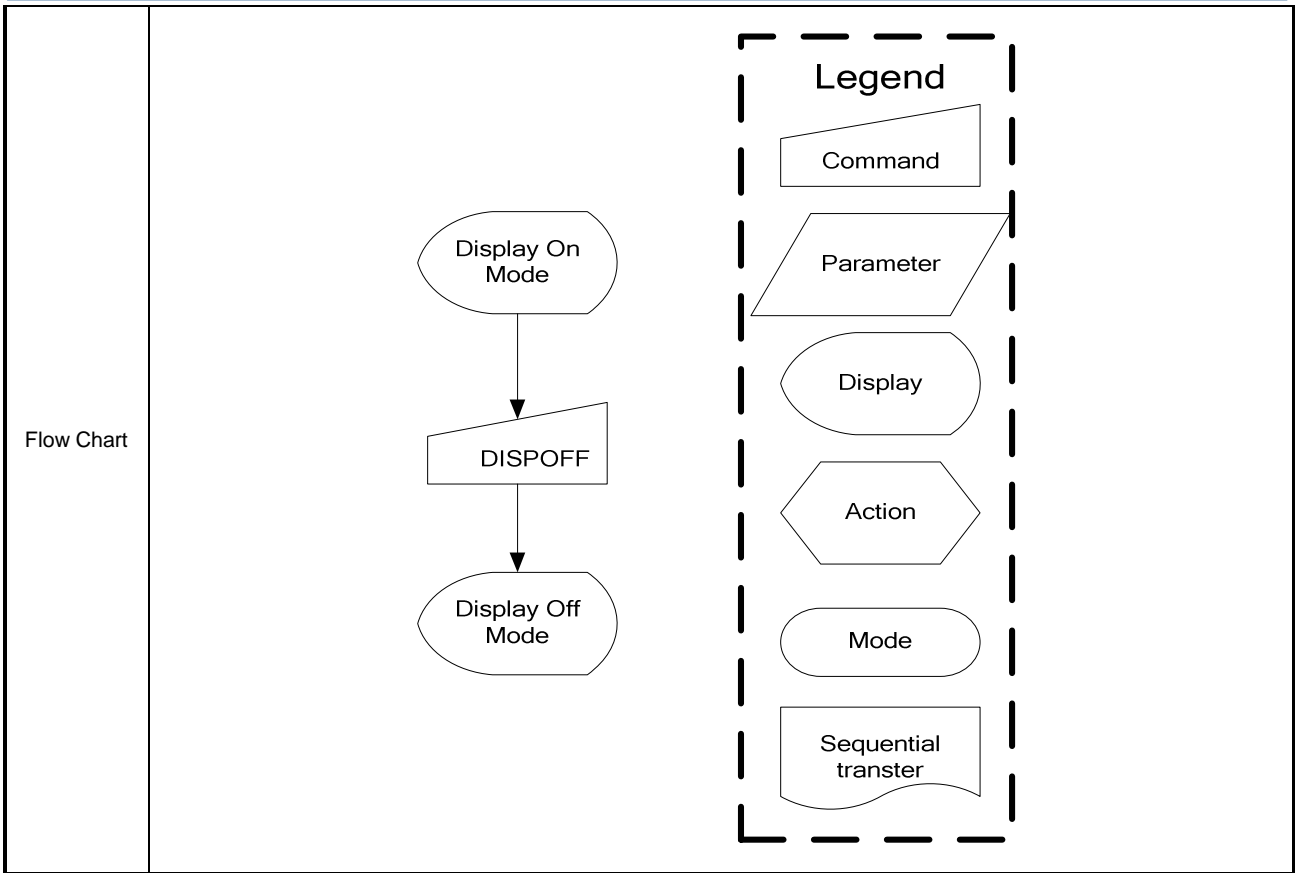 Flow Chart
Display On
Mode
DISPOFF
Display Off
Mode
Legend
Command
Parameter
Display
Action
Mode
Sequential
transter